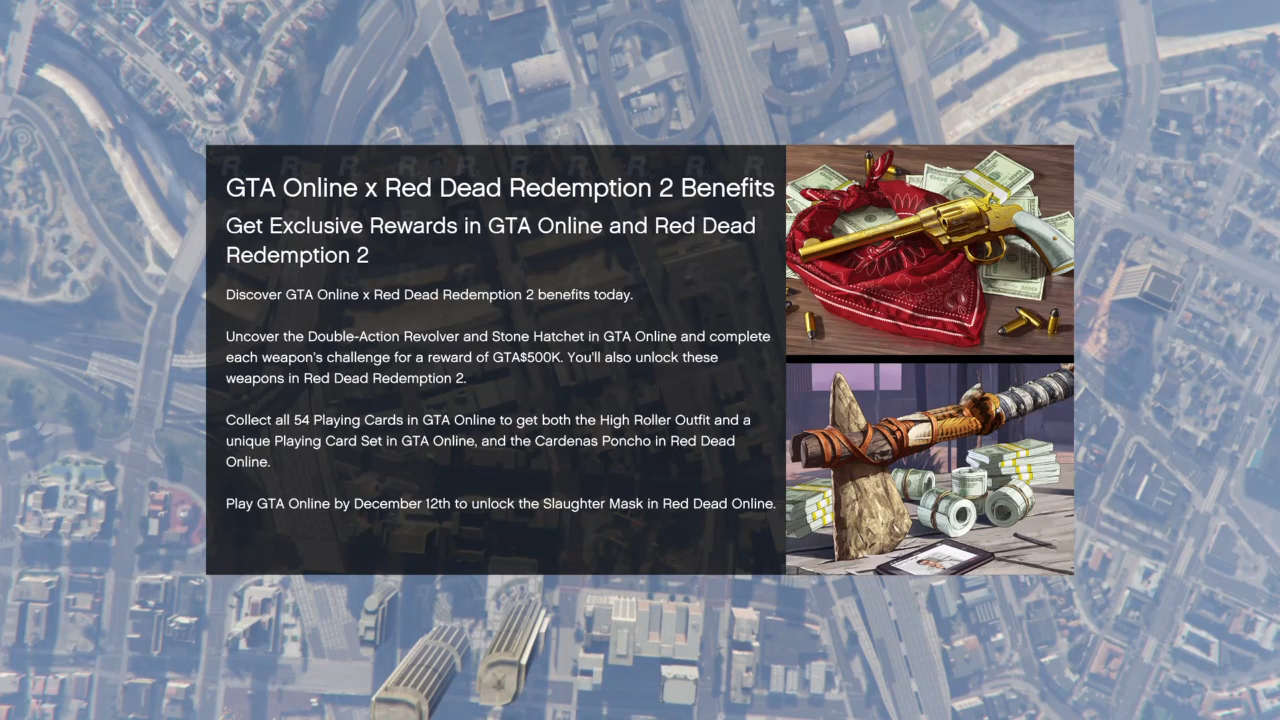 GTA Online x Red Dead Redemption 2 Benefits
Get Exclusive Rewards in GTA Online and Red Dead
Redemption 2
Discover GTA Online x Red Dead Redemption 2 benefits today.
Uncover the Double-Action Revolver and Stone Hatchet in GTA Online and complete
each weapon's challenge for a reward of GTA$500K. You'll also unlock these
weapons in Red Dead Redemption 2.
Collect all 54 Playing Cards in GTA Online to get both the High Roller Outfit and a
unique Playing Card Set in GTA Online, and the Cardenas Poncho in Red Dead
Online.
Play GTA Online by December 12th to unlock the Slaughter Mask in Red Dead Online.